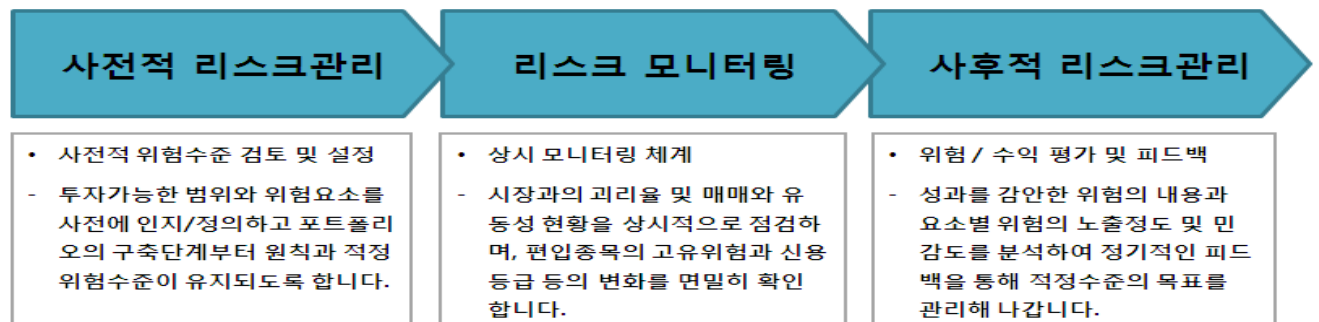 사전적 리스크관리
리스크 모니터링
사후적 리스크관리
• 사전적 위험수준 검토 및 설정
- 투자가능한 범위와 위험요소를
사전에 인지/정의하고 포트폴리
오의 구축단계부터 원칙과 적정
위험수준이 유지되도록 합니다.
• 상시 모니터링 체계
- 시장과의 괴리율 및 매매와 유
동성 현황을 상시적으로 점검하
며, 편입종목의 고유위험과 신용
등급 등의 변화를 면밀히 확인
합니다.
• 위험 / 수익 평가 및 피드백
- 성과를 감안한 위험의 내용과
요소별 위험의 노출정도 및 민
감도를 분석하여 정기적인 피드
백을 통해 적정수준의 목표를
관리해 나갑니다.